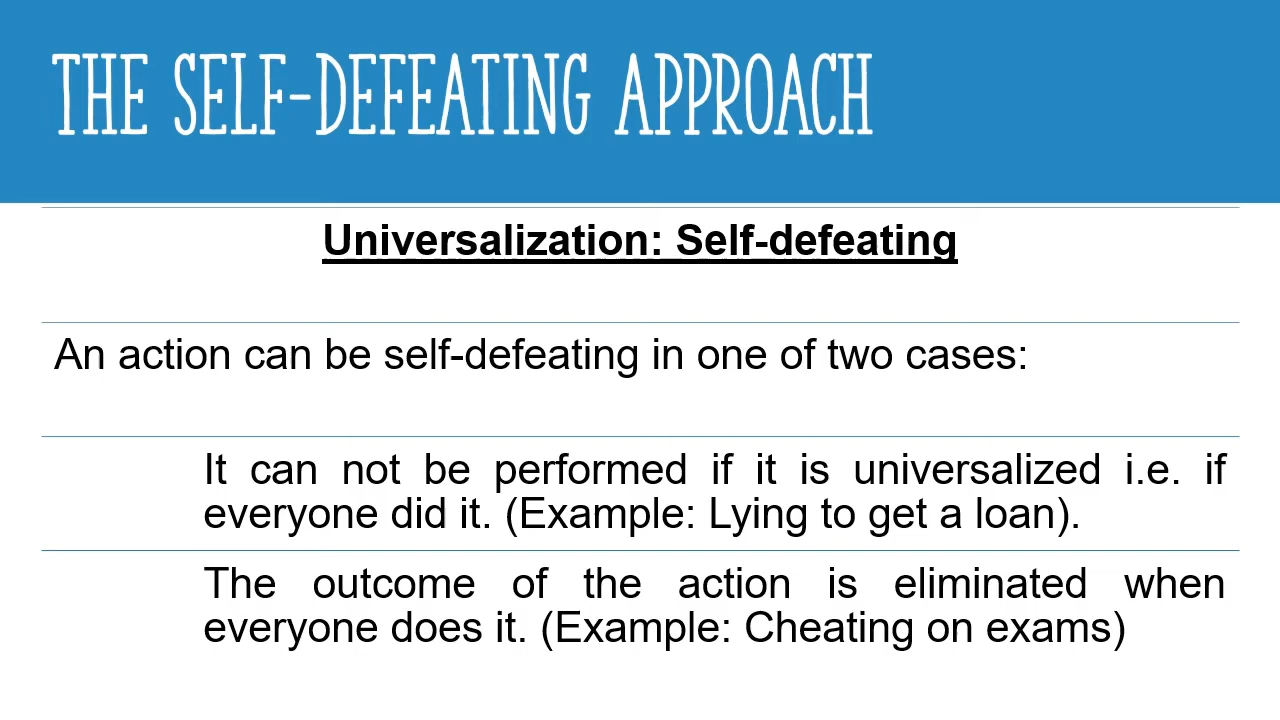 THE SELF-DEFEATING APPROACH
Universalization: Self-defeating
An action can be self-defeating in one of two cases:
It can not be performed if it is universalized i.e. if
everyone did it. (Example: Lying to get a loan).
The outcome of the action is eliminated when
everyone does it. (Example: Cheating on exams)